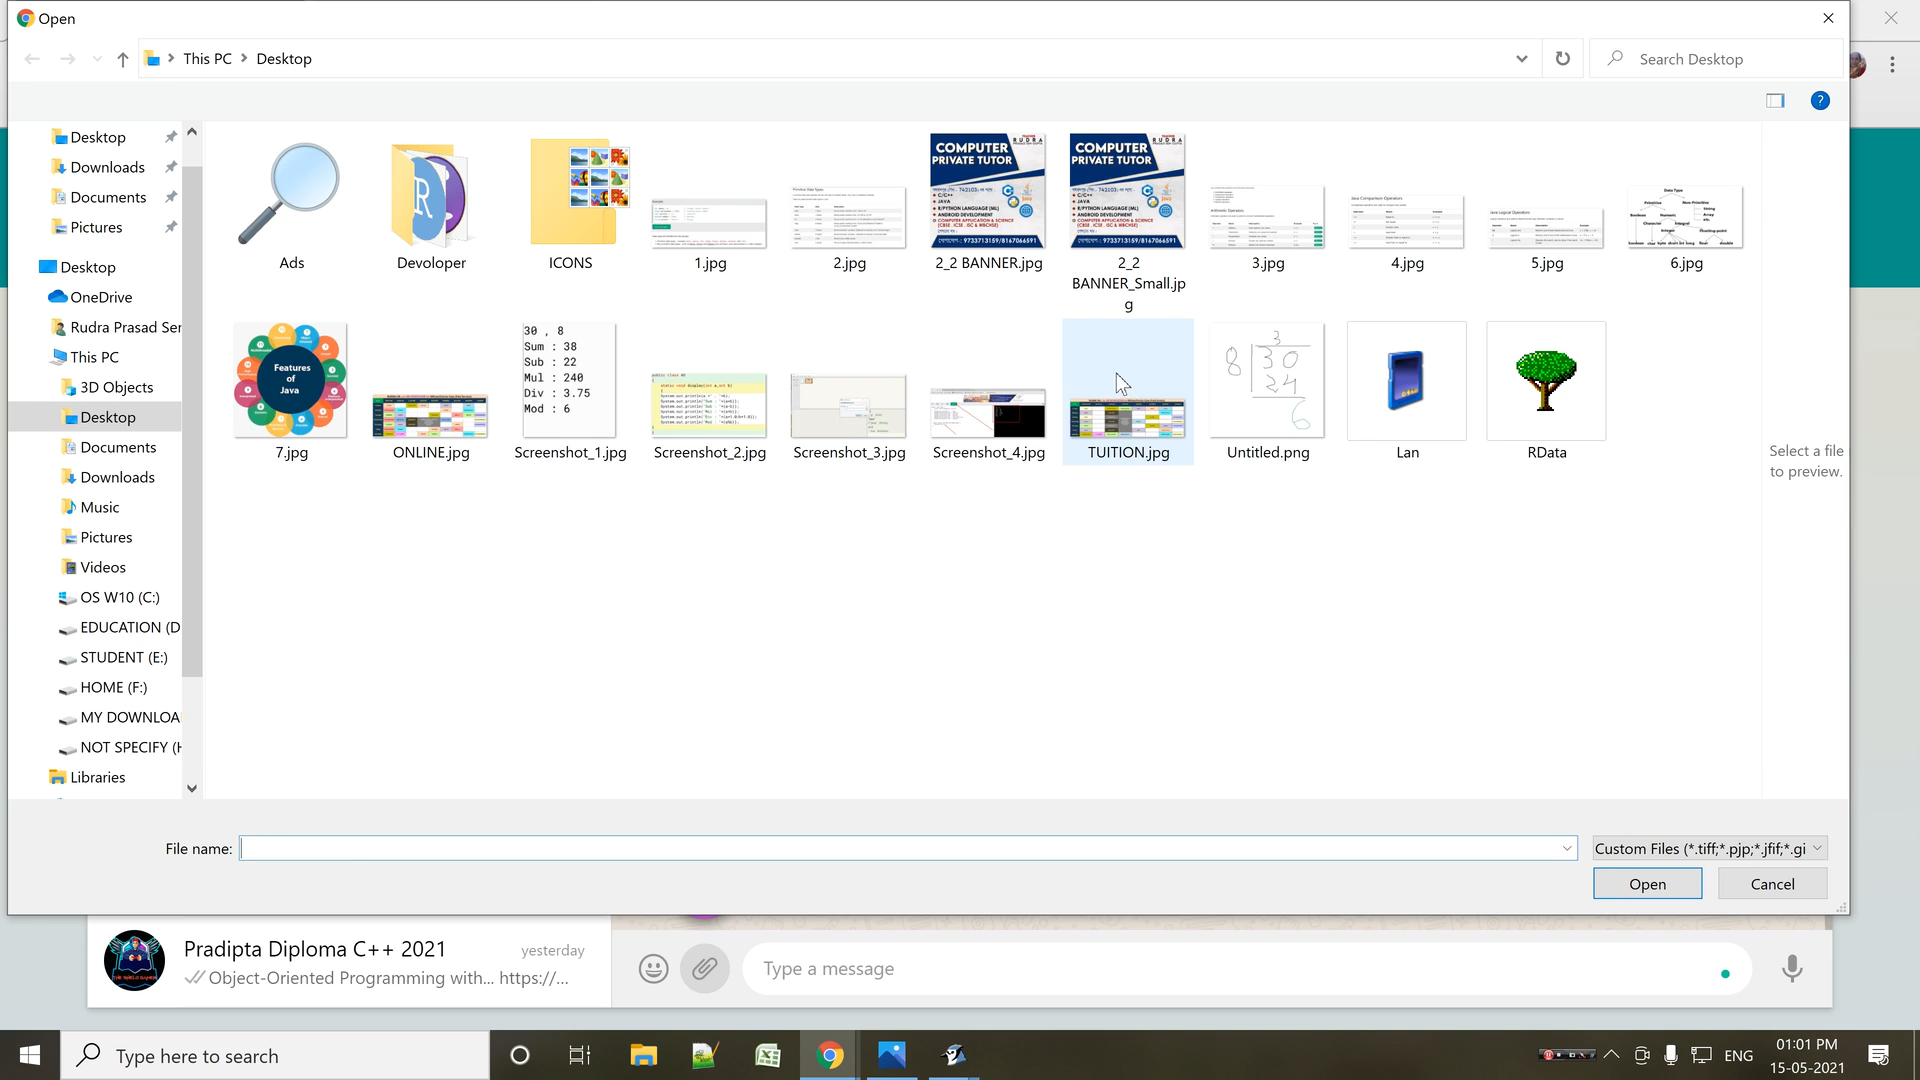 Open
This PC > Desktop
Search Desktop
Desktop
Downloads
Documents
Pictures
Desktop
OneDrive
Rudra Prasad Ser
This PC
3D Objects
Desktop
Documents
Downloads
Music
Pictures
Videos
OS W10 (C:)
EDUCATION (D
STUDENT (E:)
HOME (F:)
MY DOWNLOA
NOT SPECIFY (H
Libraries
Ads
Devoloper
ICONS
1.jpg
2.jpg
COMPUTER
PRIVATE TUTOR
2_2 BANNER.jpg
COMPUTER
PRIVATE TUTOR
2_2
BANNER_Small.jp
g
3.jpg
4.jpg
5.jpg
6.jpg
Features
of
Java
7.jpg
ONLINE.jpg
30 , 8
Sum : 38
Sub : 22
Mul : 240
Div : 3.75
Mod : 6
Screenshot_1.jpg
Screenshot_2.jpg
Screenshot_3.jpg
Screenshot_4.jpg
TUITION.jpg
3
8 30
24
6
Untitled.png
Lan
RData
Select a file
to preview.
File name:
Custom Files (*.tiff;*.pjp;*.jfif;*.gi
Open
Cancel
Pradipta Diploma C++ 2021
yesterday
Object-Oriented Programming with... https://...
Type a message
Type here to search
ENG
01:01 PM
15-05-2021